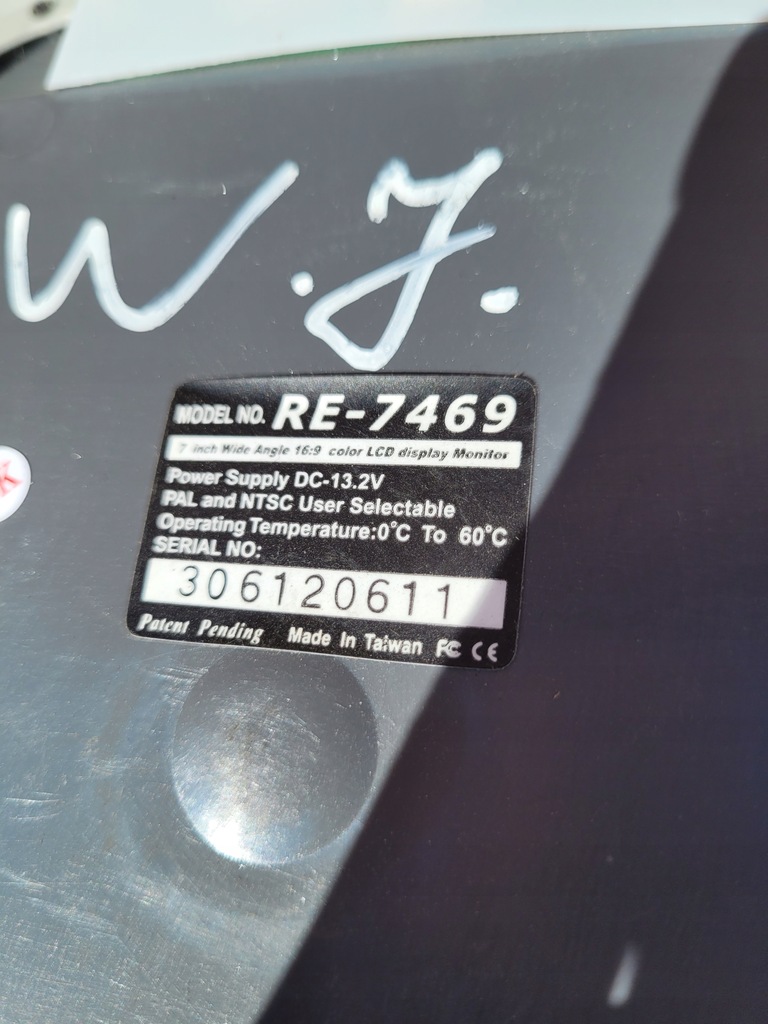 W.J.
MODEL NO. RE-7469
7 inch Wide Angle 16:9 color LCD display Monitor
Power Supply DC-13.2V
PAL and NTSC User Selectable
Operating Temperature:0°C To 60°C
SERIAL NO:
306120611
Patent Pending Made In Taiwan FC CE